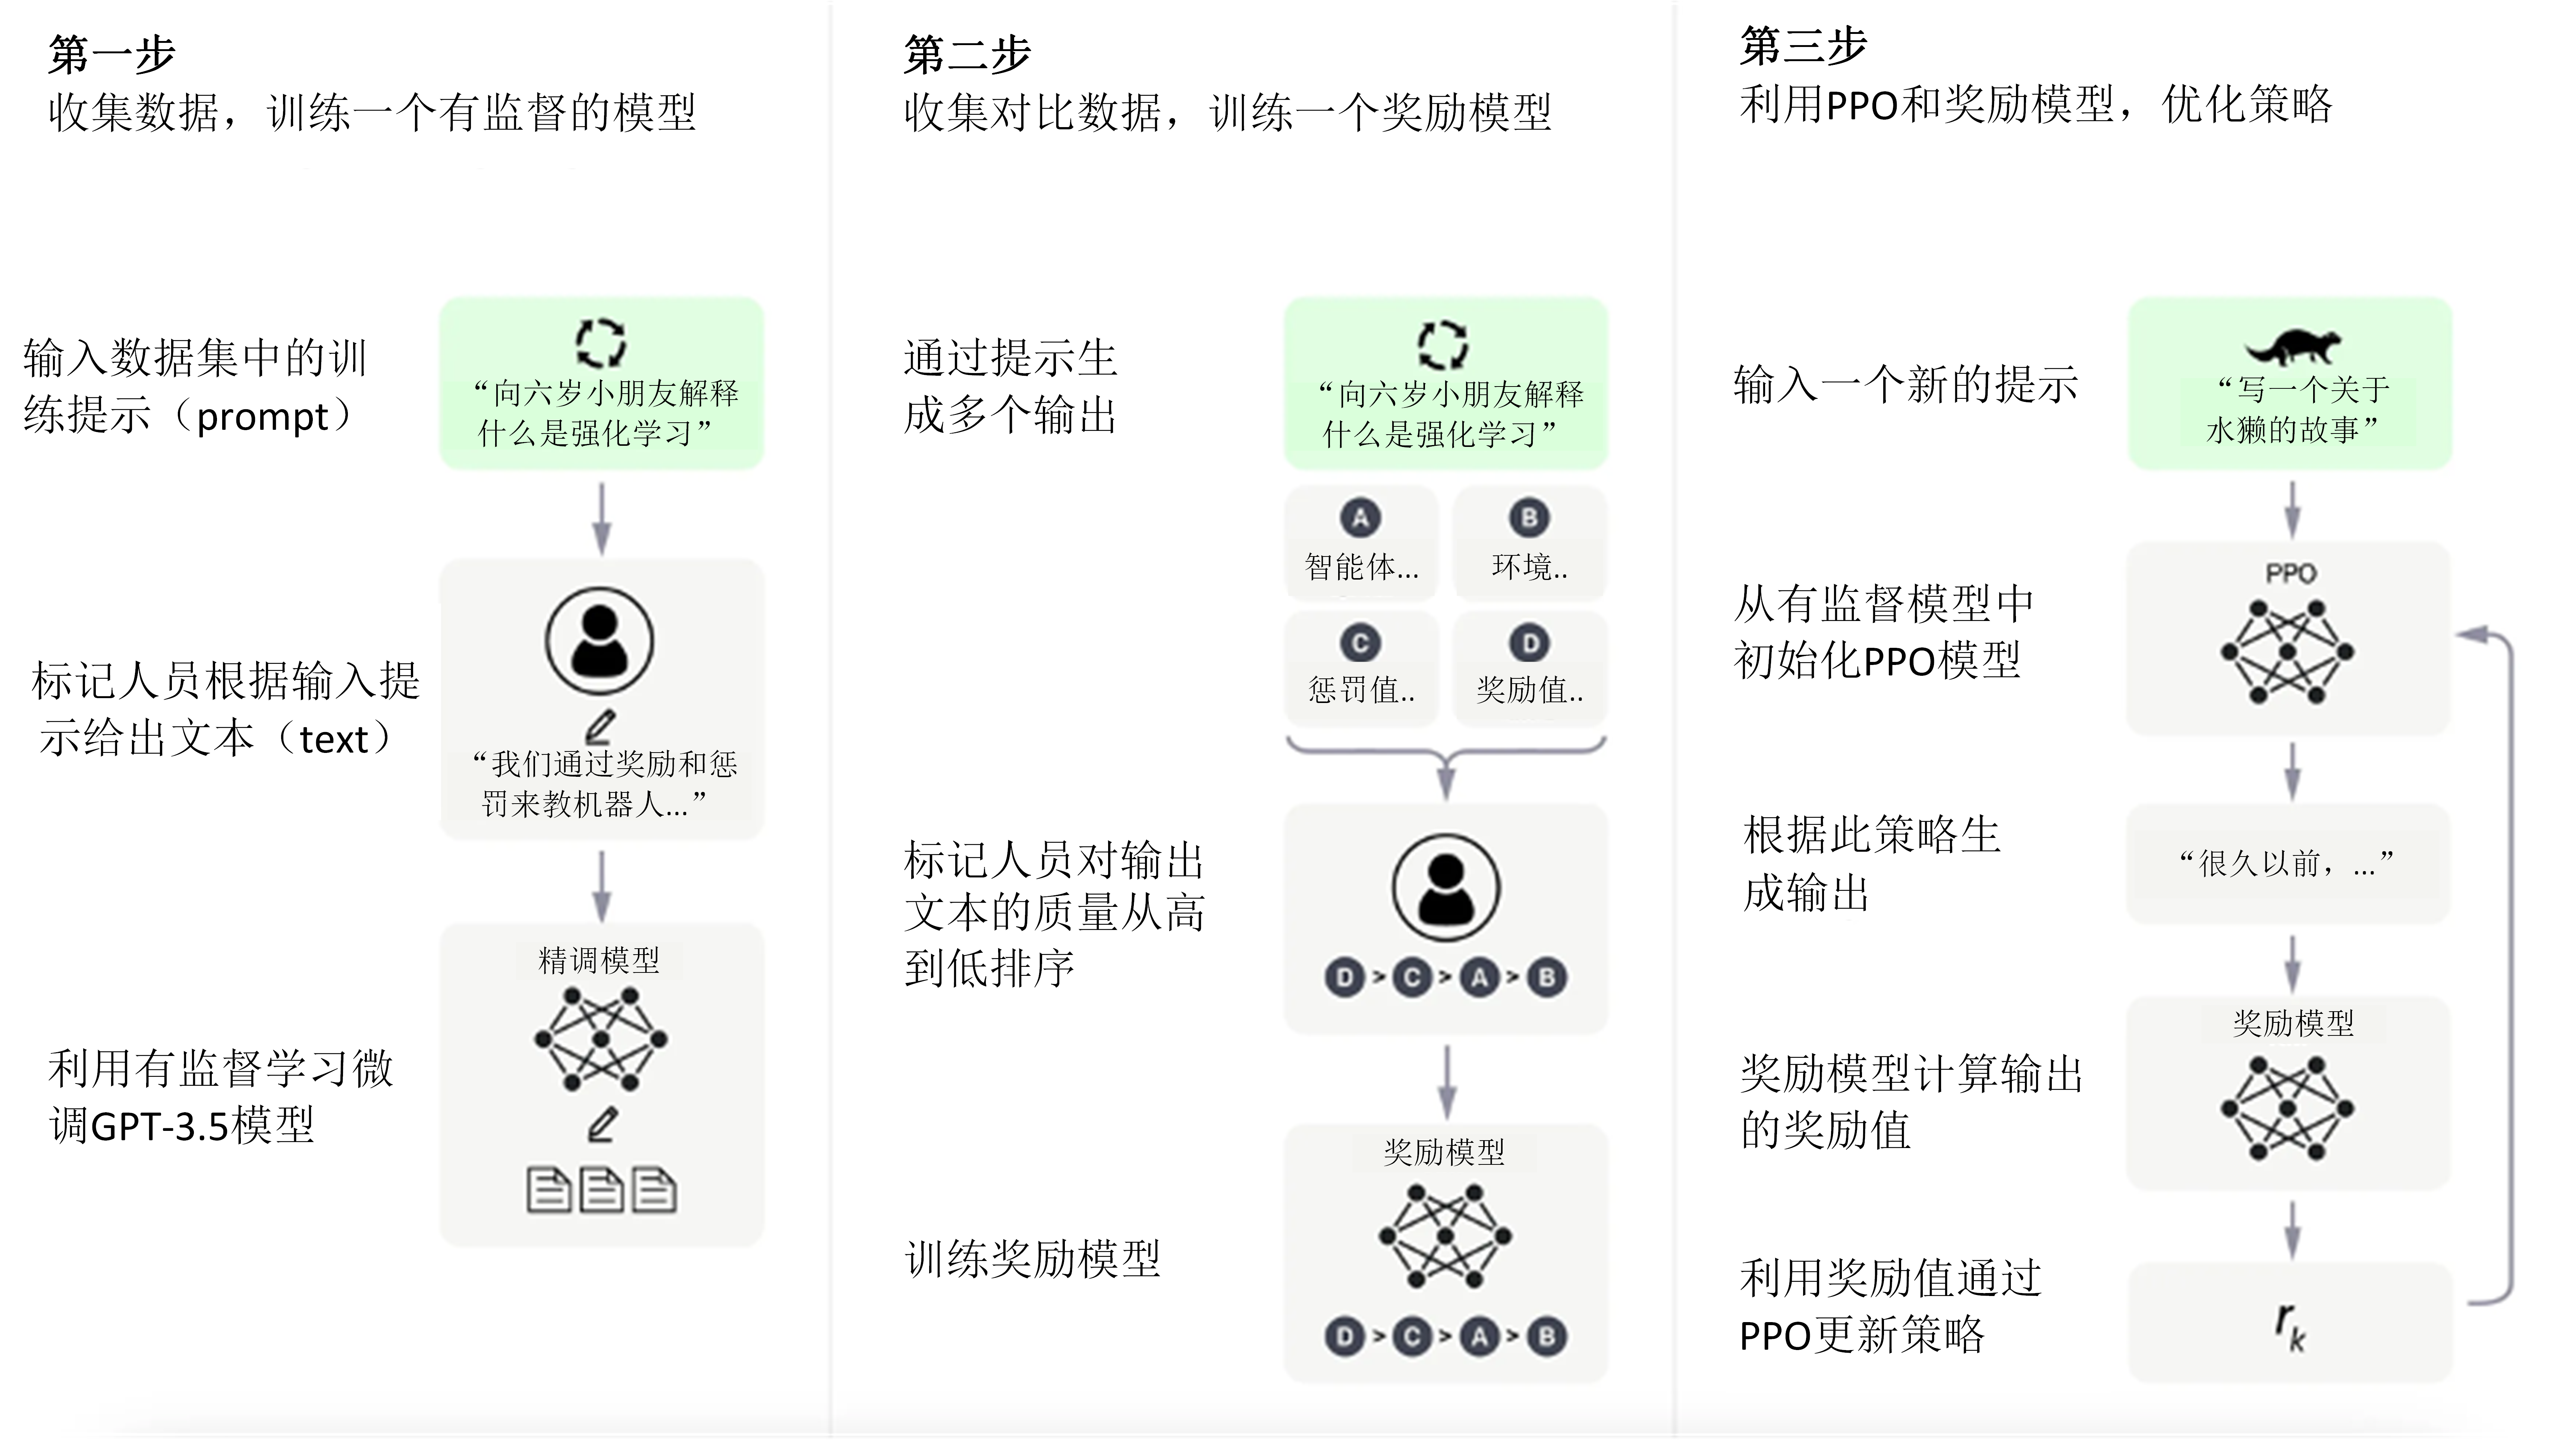 第一步
收集数据，训练一个有监督的模型
输入数据集中的训
练提示（prompt）
“向六岁小朋友解释
什么是强化学习”
标记人员根据输入提
示给出文本（text）
“我们通过奖励和惩
罚来教机器人...”
利用有监督学习微
调GPT-3.5模型
精调模型
第二步
收集对比数据，训练一个奖励模型
通过提示生
成多个输出
“向六岁小朋友解释
什么是强化学习”
A
智能体...
B
环境..
C
惩罚值..
D
奖励值..
标记人员对输出
文本的质量从高
到低排序
D > C > A > B
训练奖励模型
奖励模型
D > C > A > B
第三步
利用PPO和奖励模型，优化策略
输入一个新的提示
“写一个关于
水獭的故事”
从有监督模型中
初始化PPO模型
PPO
根据此策略生
成输出
“很久以前，...”
奖励模型计算输出
的奖励值
奖励模型
利用奖励值通过
PPO更新策略
rk